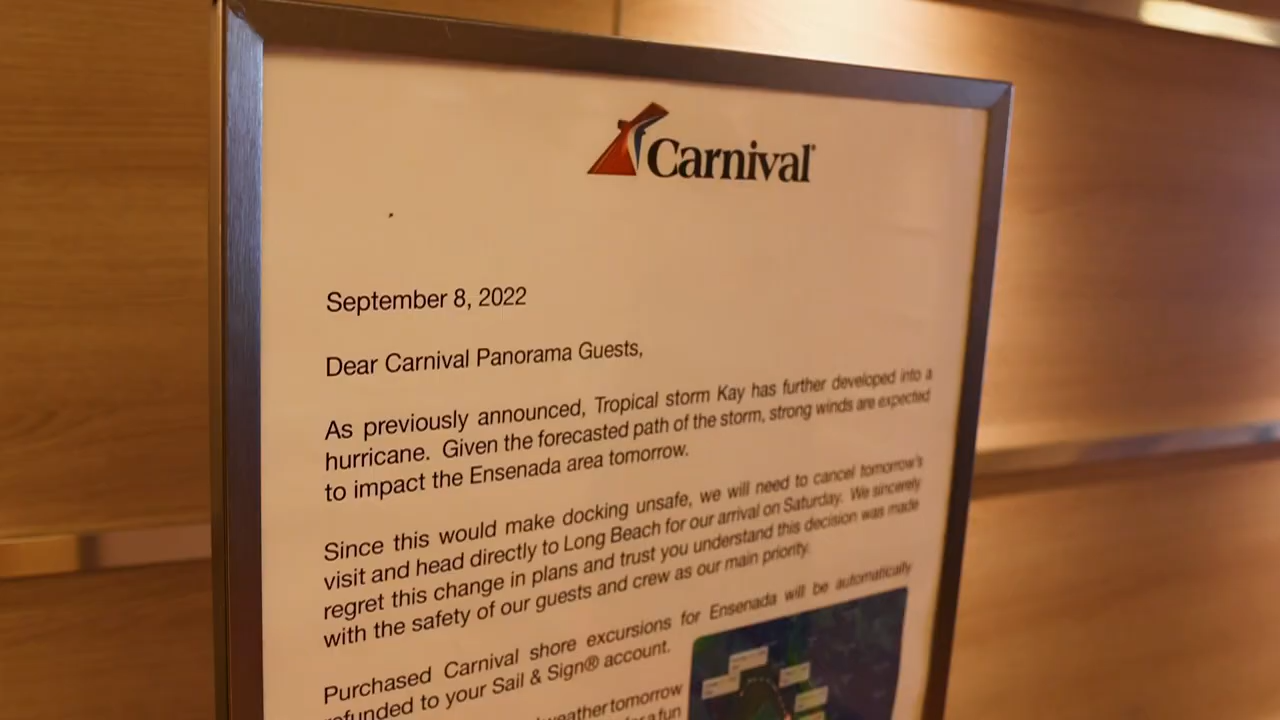 Carnival
September 8, 2022
Dear Carnival Panorama Guests,
As previously announced, Tropical storm Kay has further developed into a
hurricane. Given the forecasted path of the storm, strong winds are expected
to impact the Ensenada area tomorrow.
Since this would make docking unsafe, we will need to cancel tomorrow's
visit and head directly to Long Beach for our arrival on Saturday. We sincerely
regret this change in plans and trust you understand this decision was made
with the safety of our guests and crew as our main priority.
Purchased Carnival shore excursions for Ensenada will be automatically
refunded to your Sail & Sign® account.
weather tomorrow
for a fun